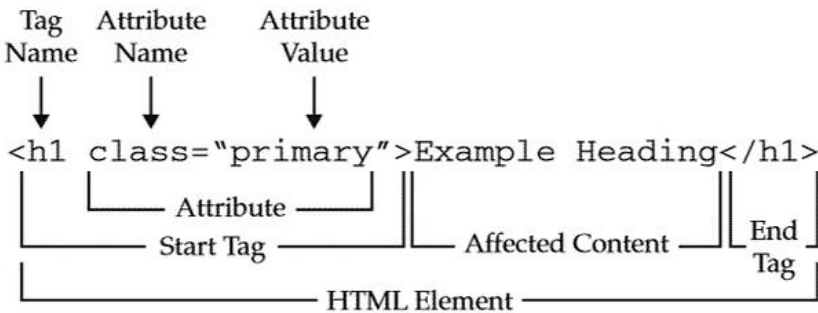 Tag Attribute Attribute
Name Name Value
<h1 class=“primary”>Example Heading</h1>
Attribute
Start Tag Affected Content End
Tag
HTML Element